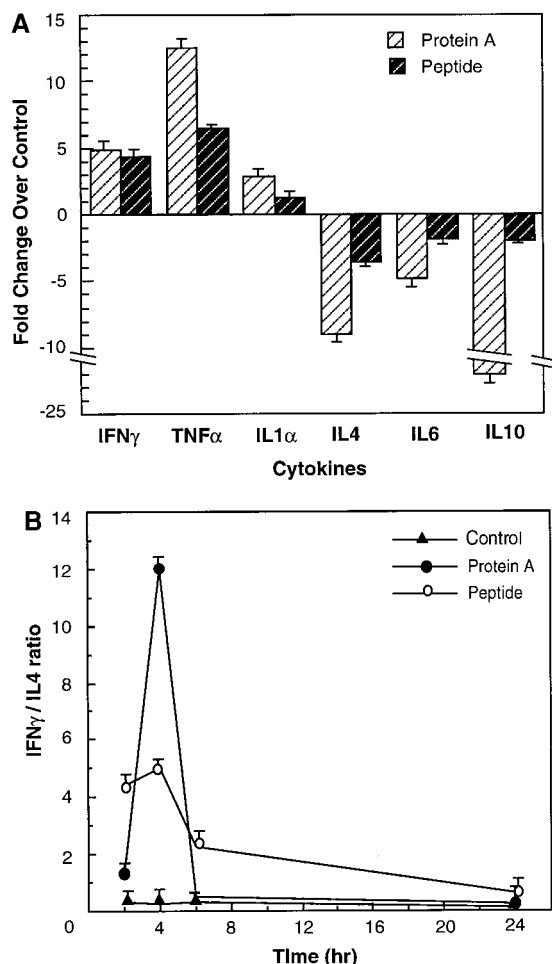 A
15
10
5
0
-5
-10
-25
Fold Change Over Control
Protein A
Peptide
IFNγ TNFα IL1α IL4 IL6 IL10
Cytokines
B
14
12
10
8
6
4
2
0
IFNγ / IL4 ratio
Control
Protein A
Peptide
4 8 12 16 20 24
Time (hr)